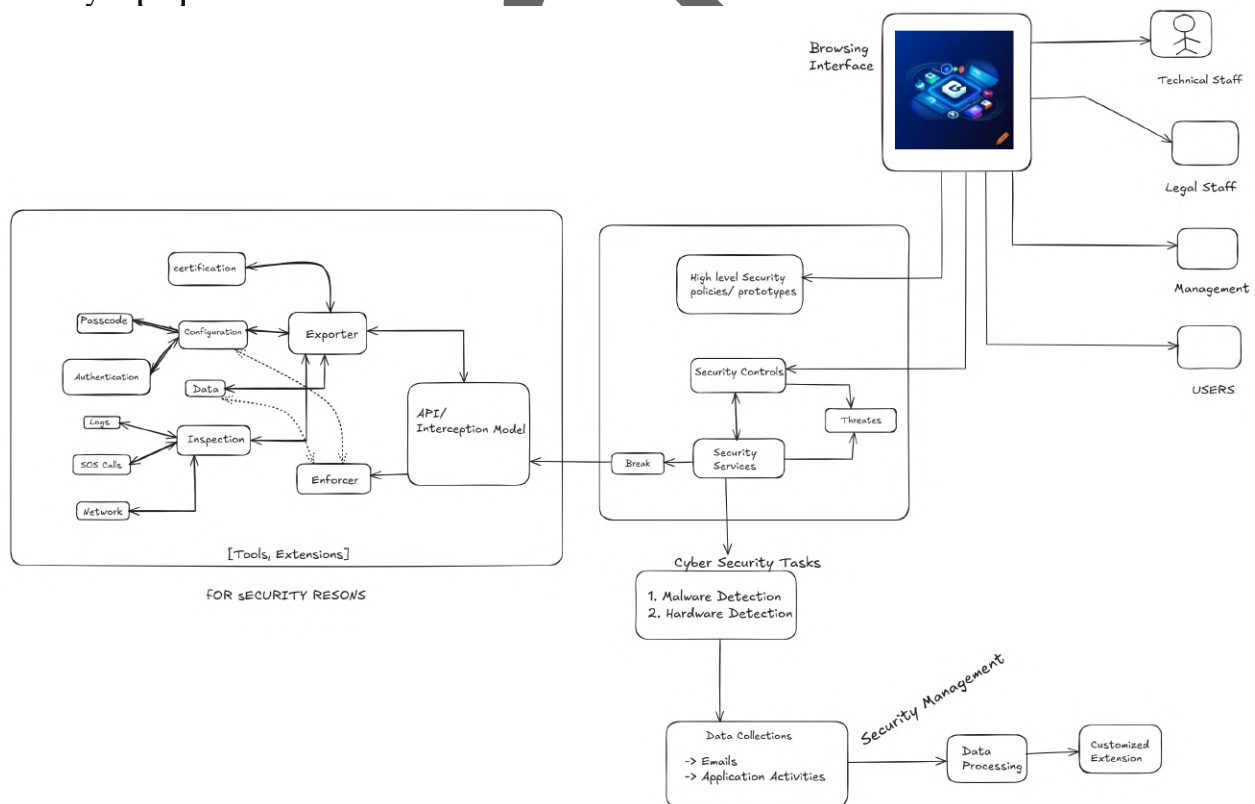 Browsing
Interface
Technical Staff
Legal Staff
Management
USERS
certification
Passcode
Configuration
Exporter
Authentication
Data
Logs
Inspection
SOS Calls
Network
Enforcer
API/
Interception Model
[Tools, Extensions]
fOR sECURITY RESONS
High level Security
policies/ prototypes
Security Controls
Threates
Security
Services
Break
Cyber Security Tasks
1. Malware Detection
2. Hardware Detection
Data Collections
-> Emails
-> Application Activities
Security Management
Data
Processing
Customized
Extension